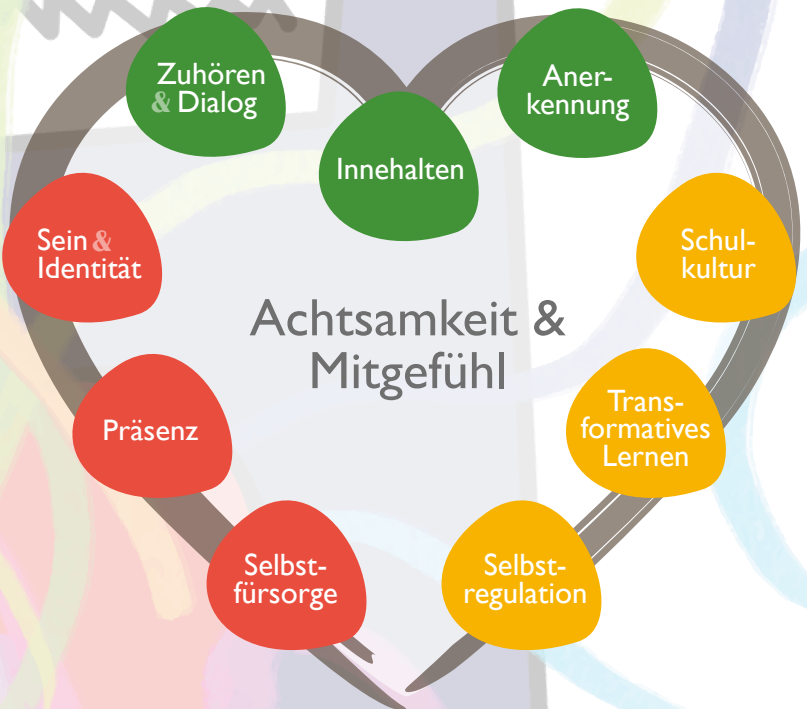 Zuhören
& Dialog
Aner-
kennung
Innehalten
Sein &
Identität
Schul-
kultur
Achtsamkeit &
Mitgefühl
Präsenz
Trans-
formatives
Lernen
Selbst-
fürsorge
Selbst-
regulation